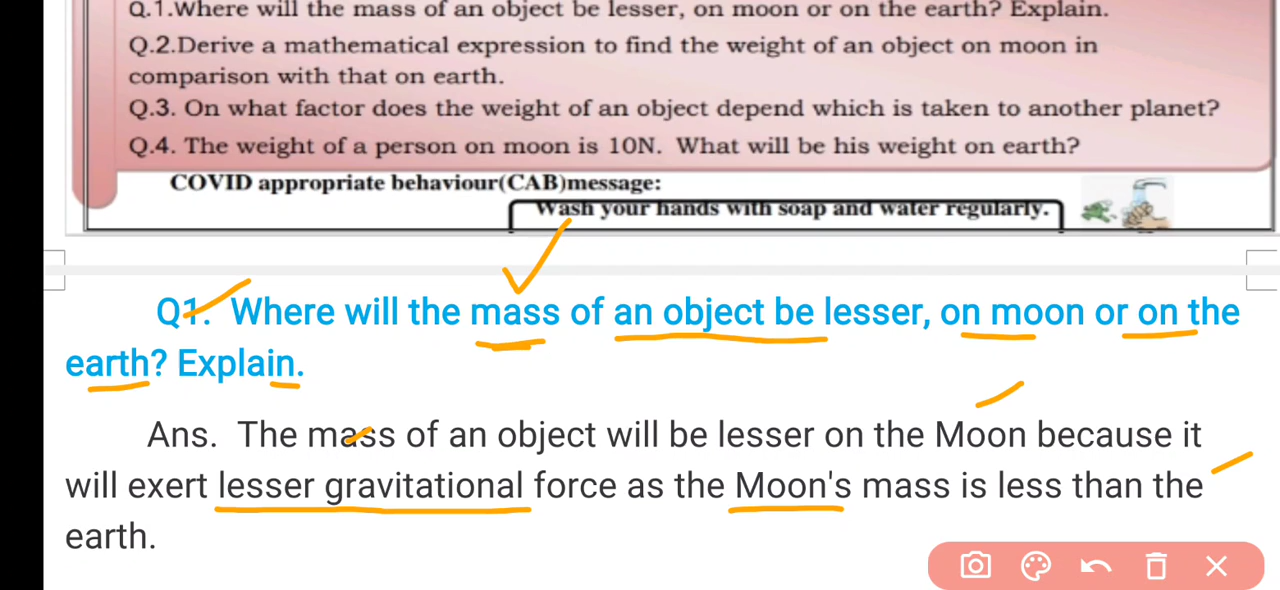 Q.1.Where will the mass of an object be lesser, on moon or on the earth? Explain.
Q.2.Derive a mathematical expression to find the weight of an object on moon in
comparison with that on earth.
Q.3. On what factor does the weight of an object depend which is taken to another planet?
Q.4. The weight of a person on moon is 10N. What will be his weight on earth?
COVID appropriate behaviour(CAB)message:
Wash your hands with soap and water regularly.
Q1. Where will the mass of an object be lesser, on moon or on the
earth? Explain.
Ans. The mass of an object will be lesser on the Moon because it
will exert lesser gravitational force as the Moon's mass is less than the
earth.